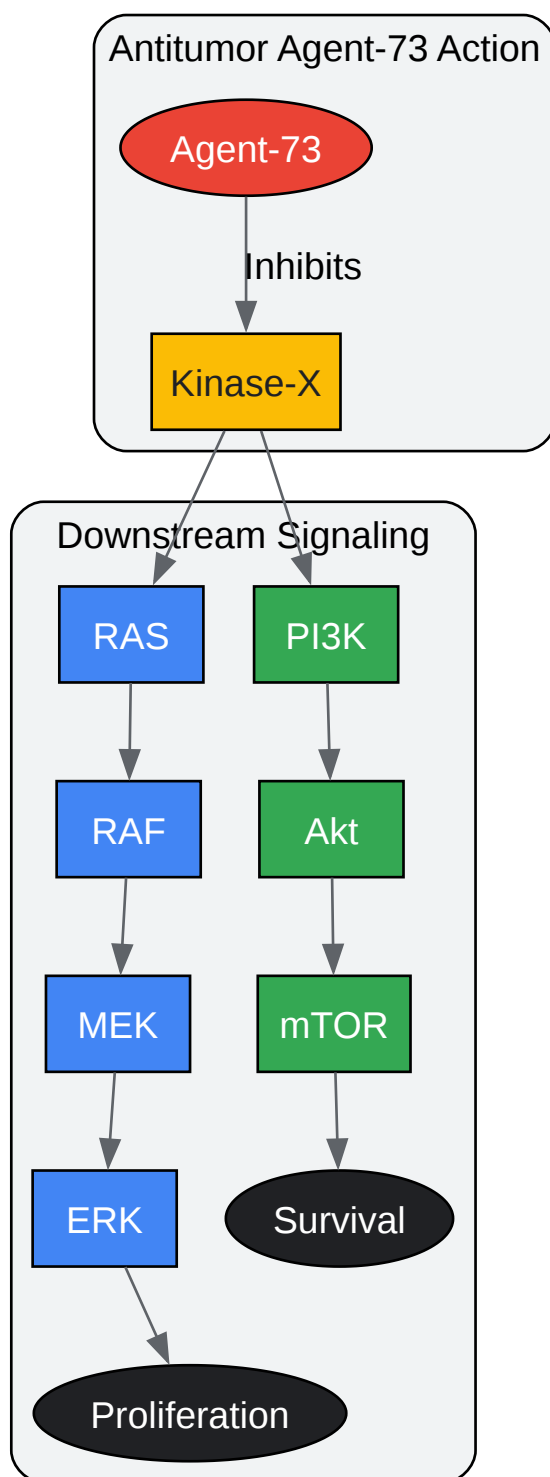 Antitumor Agent-73 Action
Agent-73
Inhibits
Kinase-X
Downstream Signaling
RAS
PI3K
RAF
Akt
MEK
mTOR
ERK
Survival
Proliferation